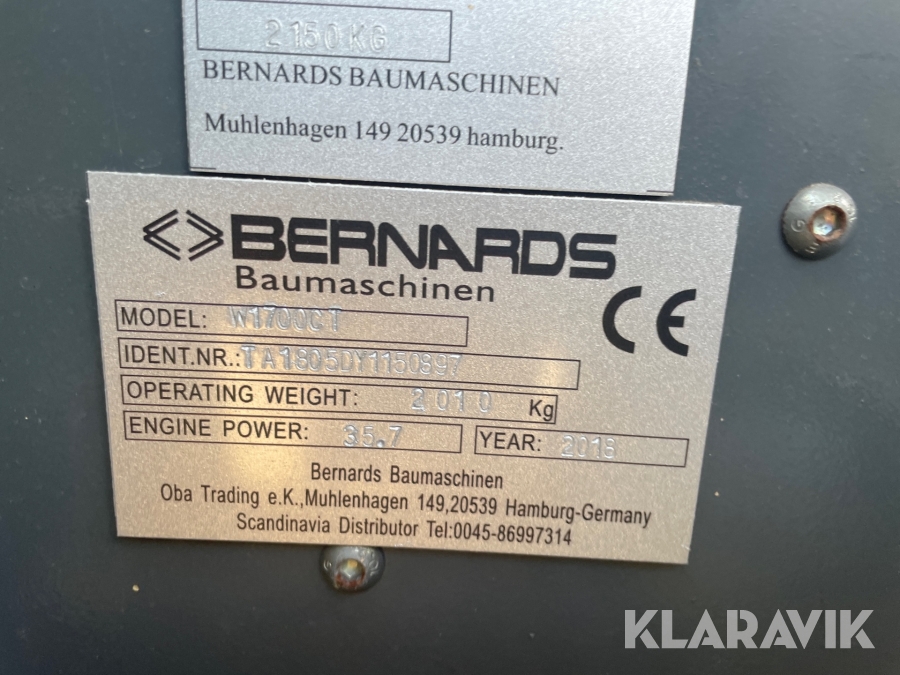 2150KG
BERNARDS BAUMASCHINEN
Muhlenhagen 149 20539 hamburg.
BERNARDS
Baumaschinen
CE
MODEL: W1700CT
IDENT.NR.:TA1805DY1150897
OPERATING WEIGHT: 2010 Kg
ENGINE POWER: 35.7 YEAR: 2018
Bernards Baumaschinen
Oba Trading e.K.,Muhlenhagen 149,20539 Hamburg-Germany
Scandinavia Distributor Tel:0045-86997314
KLARAVIK